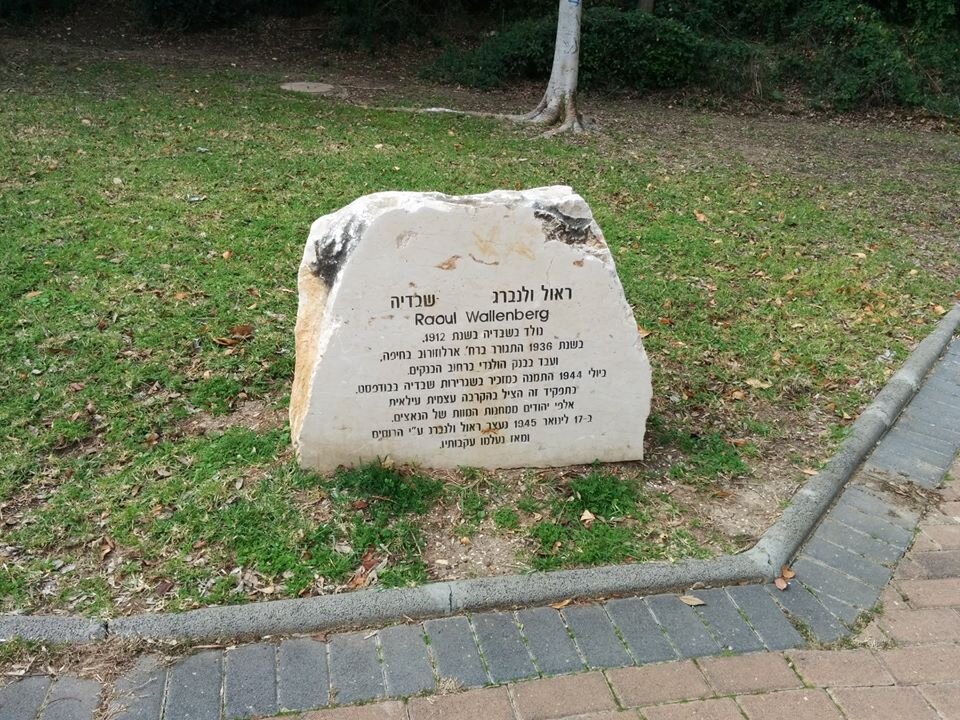 ראול ולנברג שבדיה
Raoul Wallenberg
נולד בשבדיה בשנת 1912.
בשנת 1936 התגורר ברח' ארלוזורוב בחיפה,
ועבד בבנק הולנדי ברחוב הבנקים.
ביולי 1944 התמנה כמזכיר בשגרירות שבדיה בבודפסט.
בתפקיד זה הציל בהקרבה עצמית עילאית
אלפי יהודים ממחנות המוות של הנאצים.
ב-17 לינואר 1945 נעצר ראול ולנברג ע"י הרוסים
ומאז נעלמו עקבותיו.